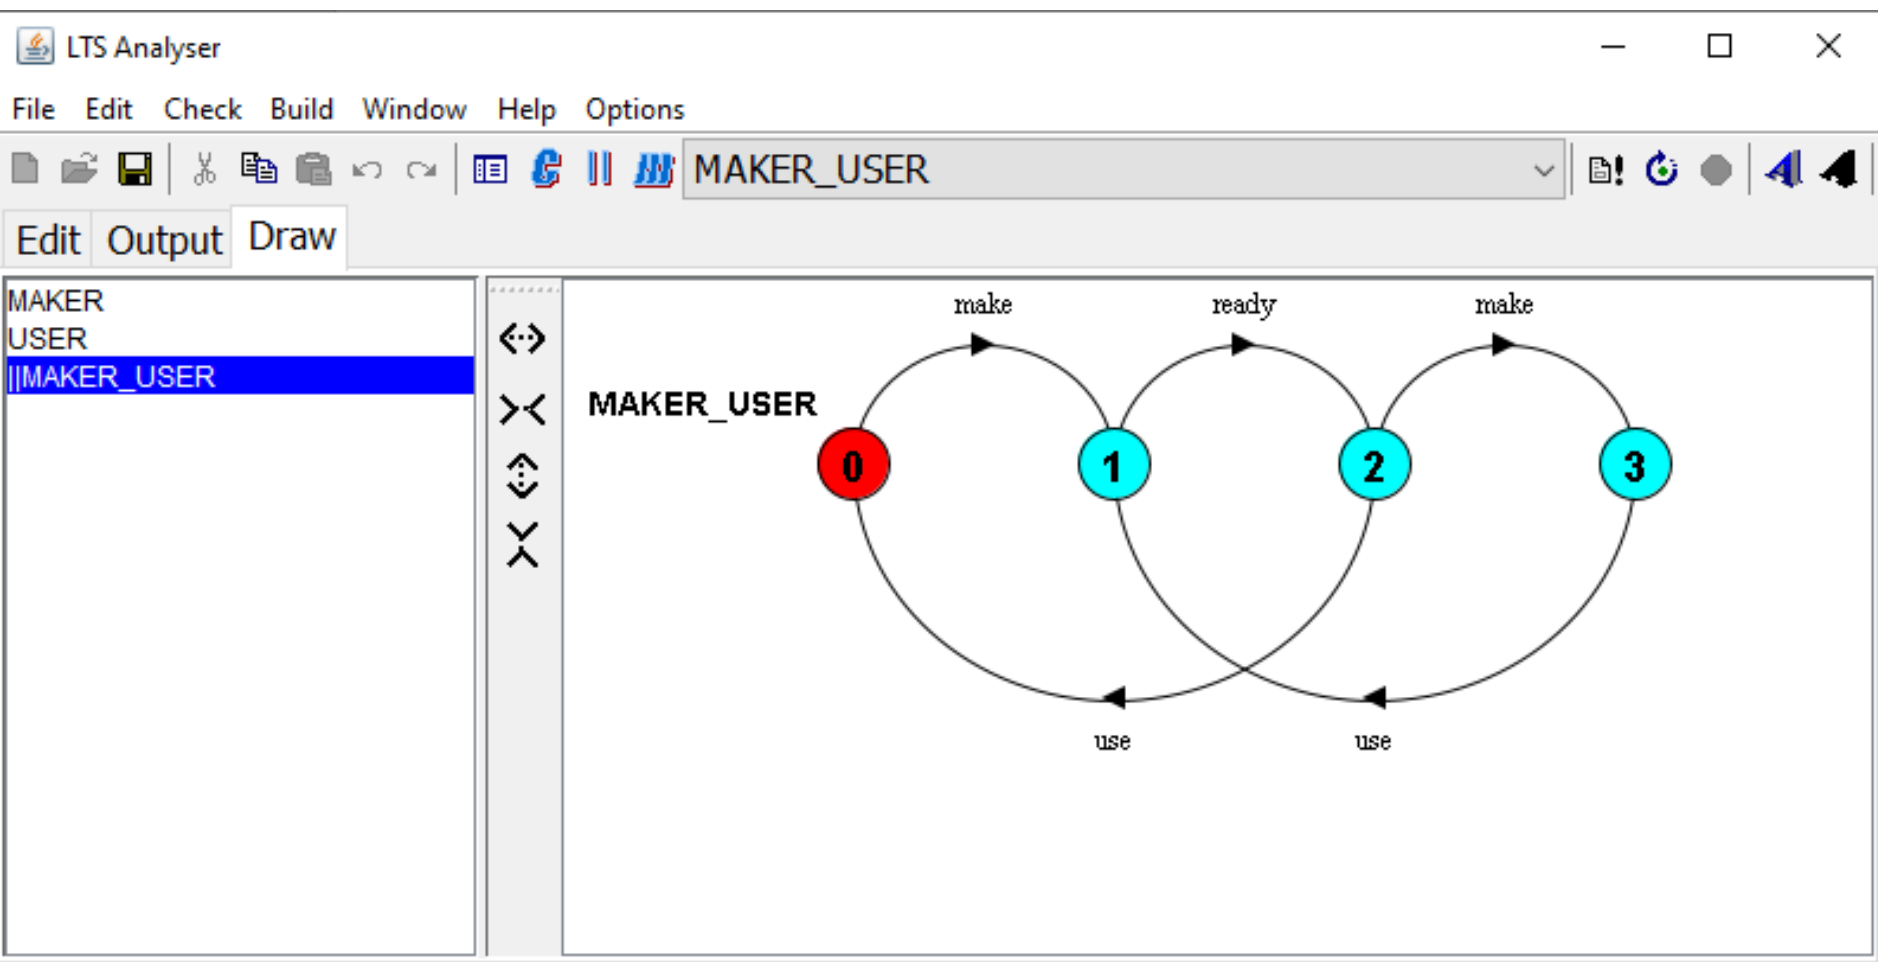 LTS Analyser
File Edit Check Build Window Help Options
MAKER_USER
Edit Output Draw
MAKER
USER
||MAKER_USER
make ready make
MAKER_USER
0 1 2 3
use use